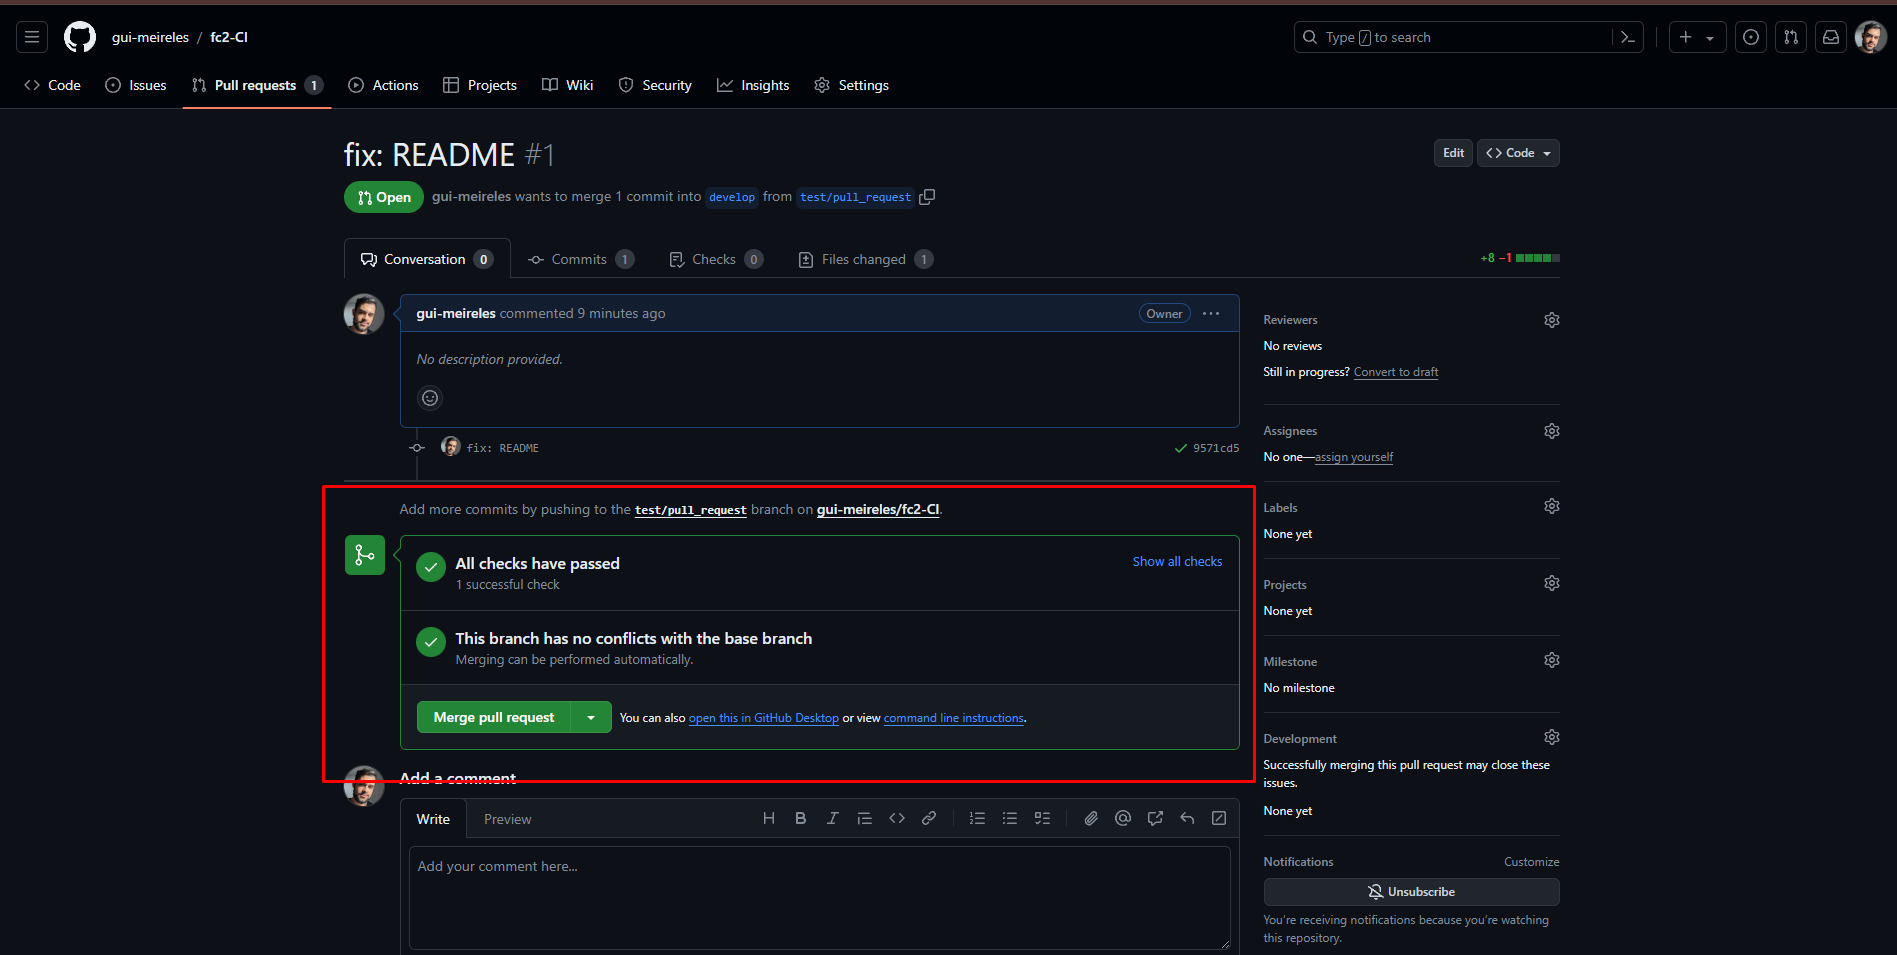 gui-meireles / fc2-CI
Type / to search
Code Issues Pull requests 1 Actions Projects Wiki Security Insights Settings
fix: README #1
Edit Code
Open gui-meireles wants to merge 1 commit into develop from test/pull_request
Conversation 0 Commits 1 Checks 0 Files changed 1
+8 −1
gui-meireles commented 9 minutes ago
Owner
No description provided.
fix: README
9571cd5
Add more commits by pushing to the test/pull_request branch on gui-meireles/fc2-CI.
All checks have passed
Show all checks
1 successful check
This branch has no conflicts with the base branch
Merging can be performed automatically.
Merge pull request You can also open this in GitHub Desktop or view command line instructions.
Add a comment
Write Preview
Add your comment here...
Reviewers
No reviews
Still in progress? Convert to draft
Assignees
No one—assign yourself
Labels
None yet
Projects
None yet
Milestone
No milestone
Development
Successfully merging this pull request may close these
issues.
None yet
Notifications Customize
Unsubscribe
You're receiving notifications because you're watching
this repository.